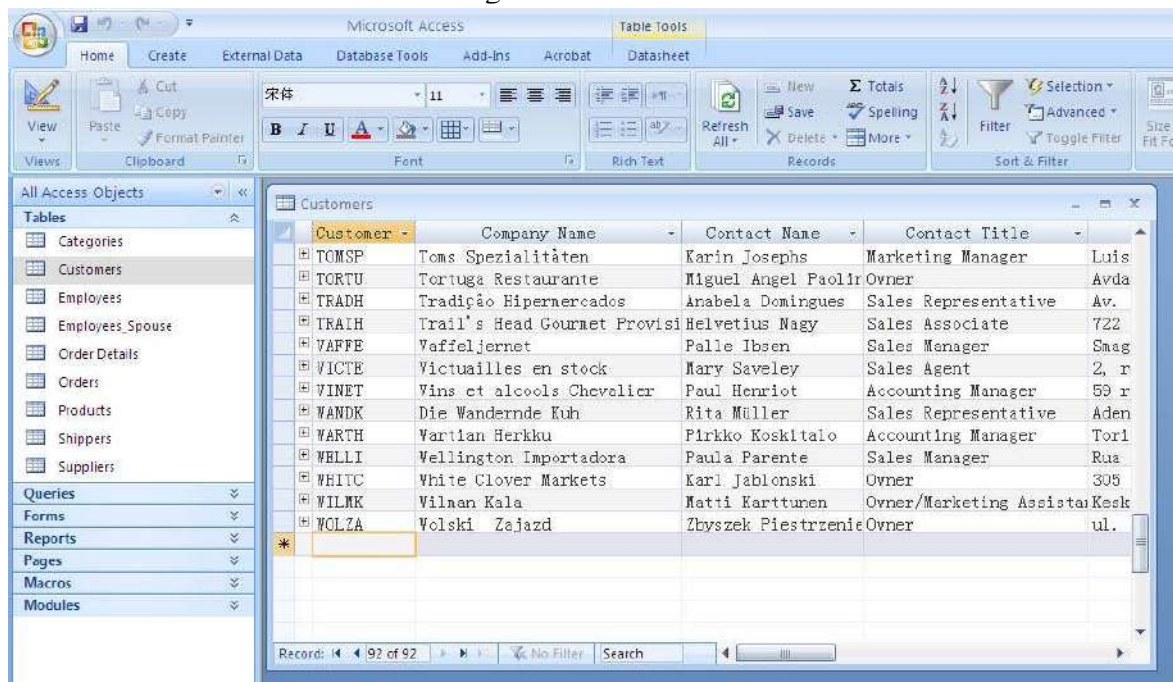 Microsoft Access Table Tools
Home Create External Data Database Tools Add-Ins Acrobat Datasheet
View Paste Cut Copy Format Painter
宋体 11
B I U A
Refresh All New Save Delete Σ Totals Spelling More
Filter Selection Advanced Toggle Filter
Size Fit Fo
Views Clipboard Font Rich Text Records Sort & Filter
All Access Objects
Tables
Categories
Customers
Employees
Employees_Spouse
Order Details
Orders
Products
Shippers
Suppliers
Queries
Forms
Reports
Pages
Macros
Modules
Customers
Customer Company Name Contact Name Contact Title
TOMSP Toms Spezialitäten Karin Josephs Marketing Manager Luis
TORTU Tortuga Restaurante Miguel Angel Paolir Owner Avda
TRADH Tradição Hipermercados Anabela Domingues Sales Representative Av.
TRAIH Trail's Head Gourmet Provisi Helvetius Nagy Sales Associate 722
VAFFE Vaffeljernet Palle Ibsen Sales Manager Smag
VICTE Victuailles en stock Mary Saveley Sales Agent 2, r
VINET Vins et alcools Chevalier Paul Henriot Accounting Manager 59 r
WANDK Die Wandernde Kuh Rita Müller Sales Representative Aden
WARTH Wartian Herkku Pirkko Koskitalo Accounting Manager Tori
WELLI Wellington Importadora Paula Parente Sales Manager Rua
WHITC White Clover Markets Karl Jablonski Owner 305
WILMK Wilman Kala Matti Karttunen Owner/Marketing Assista Kesk
WOLZA Wolski Zajazd Zbyszek Piestrzenie Owner ul.
Record: 92 of 92 No Filter Search